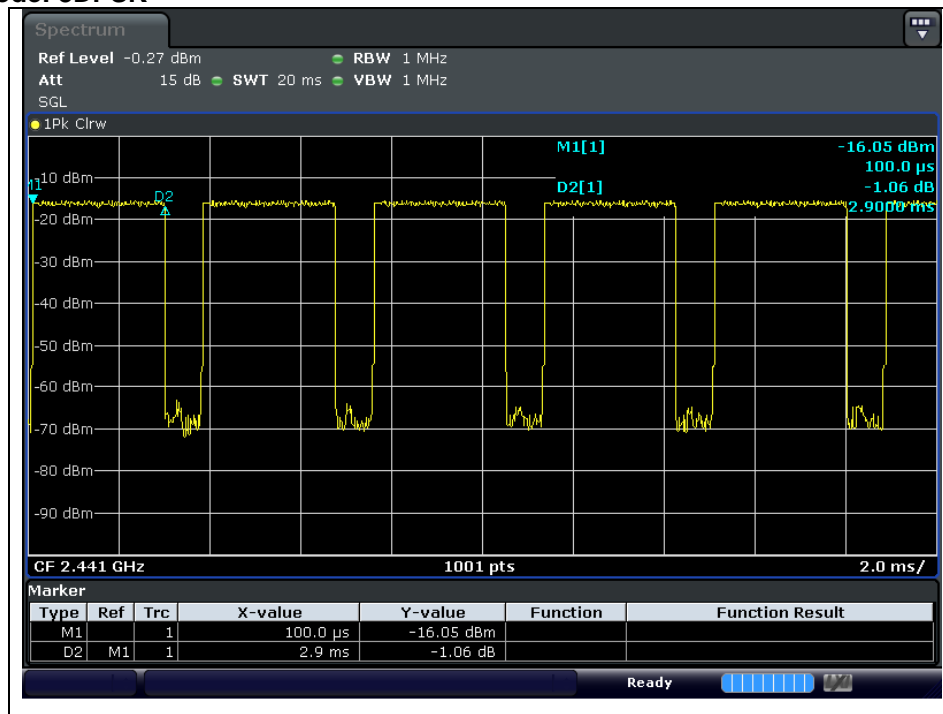 Spectrum
Ref Level -0.27 dBm RBW 1 MHz
Att 15 dB SWT 20 ms VBW 1 MHz
SGL
1Pk Clrw
M1[1] -16.05 dBm
100.0 µs
D2[1] -1.06 dB
2.9000 ms
M1
D2
-10 dBm
-20 dBm
-30 dBm
-40 dBm
-50 dBm
-60 dBm
-70 dBm
-80 dBm
-90 dBm
CF 2.441 GHz 1001 pts 2.0 ms/
Marker
Type Ref Trc X-value Y-value Function Function Result
M1 1 100.0 µs -16.05 dBm
D2 M1 1 2.9 ms -1.06 dB
Ready